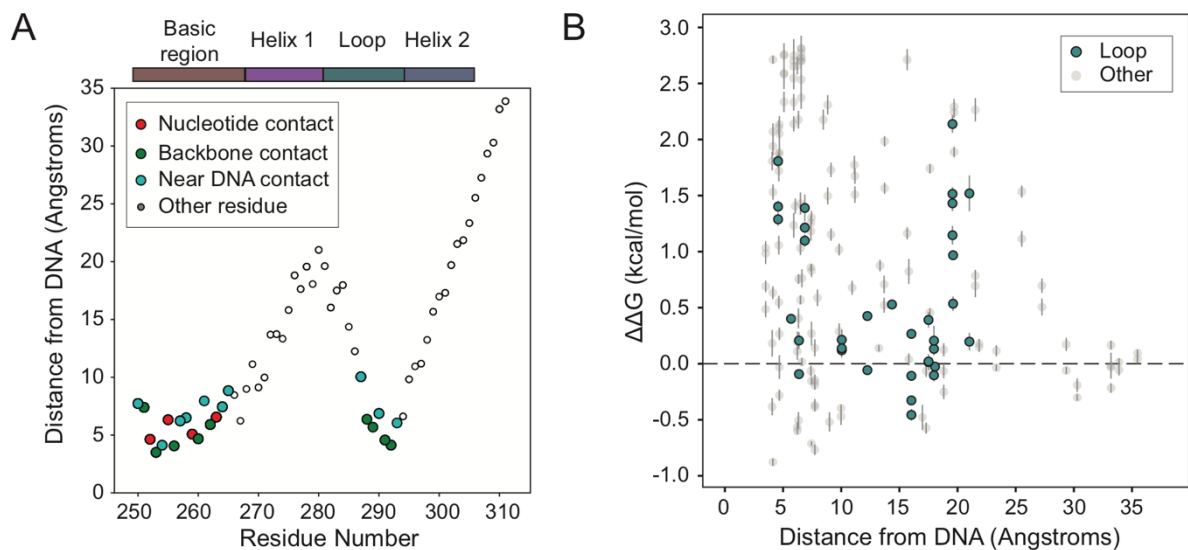 A
Basic
region
Helix 1
Loop
Helix 2
Nucleotide contact
Backbone contact
Near DNA contact
Other residue
Distance from DNA (Angstroms)
35
30
20
15
10
5
0
250
260
270
280
290
300
310
Residue Number
B
Loop
Other
ΔΔG (kcal/mol)
3.0
2.5
2.0
1.5
1.0
0.5
0.0
-0.5
-1.0
0
5
10
15
20
25
30
35
Distance from DNA (Angstroms)